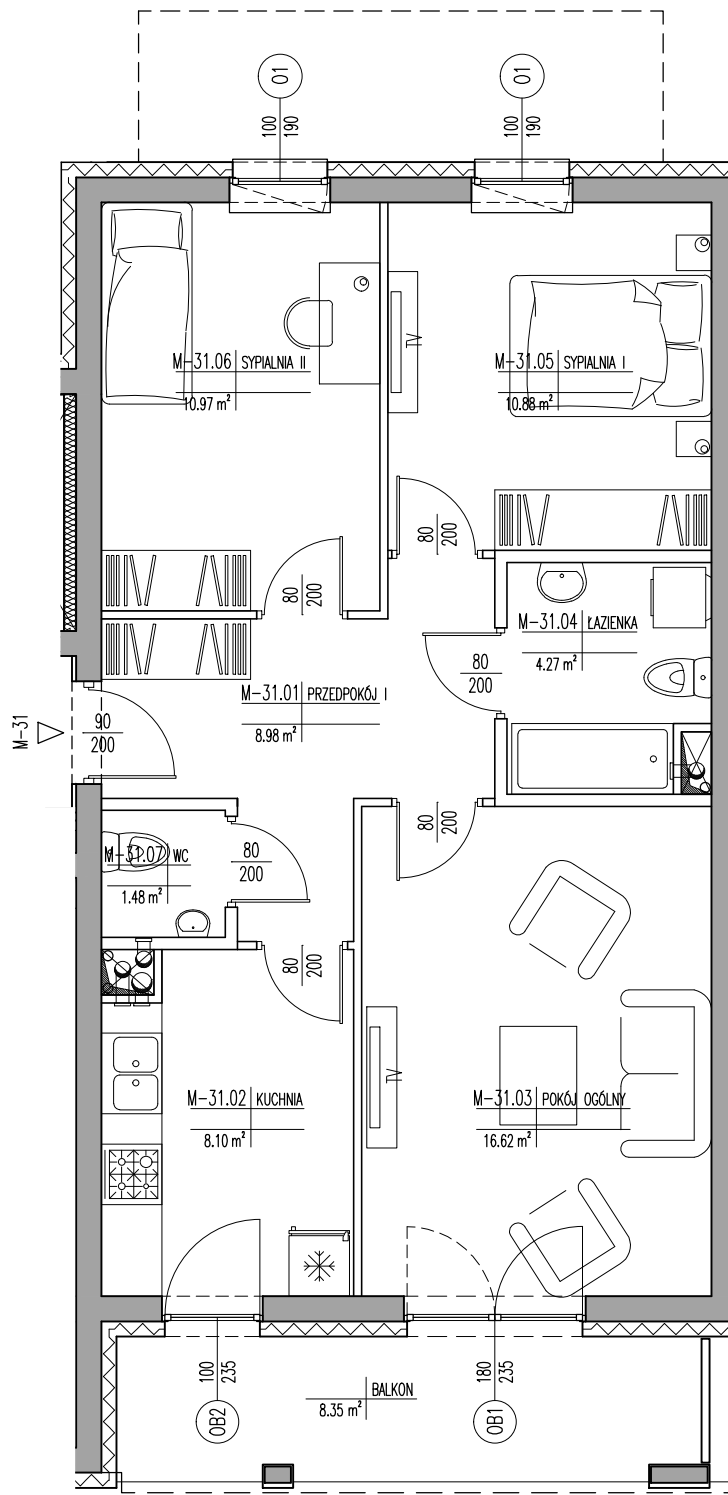 O1
O1
100
190
100
190
M-31.06 SYPIALNIA II
10.97 m²
TV
M-31.05 SYPIALNIA I
10.88 m²
80
200
80
200
M-31.04 ŁAZIENKA
4.27 m²
80
200
M-31.01 PRZEDPOKÓJ I
8.98 m²
M-31
90
200
80
200
M-31.07 WC
1.48 m²
80
200
80
200
TV
M-31.02 KUCHNIA
8.10 m²
M-31.03 POKÓJ OGÓLNY
16.62 m²
100
235
180
235
BALKON
8.35 m²
OB2
OB1